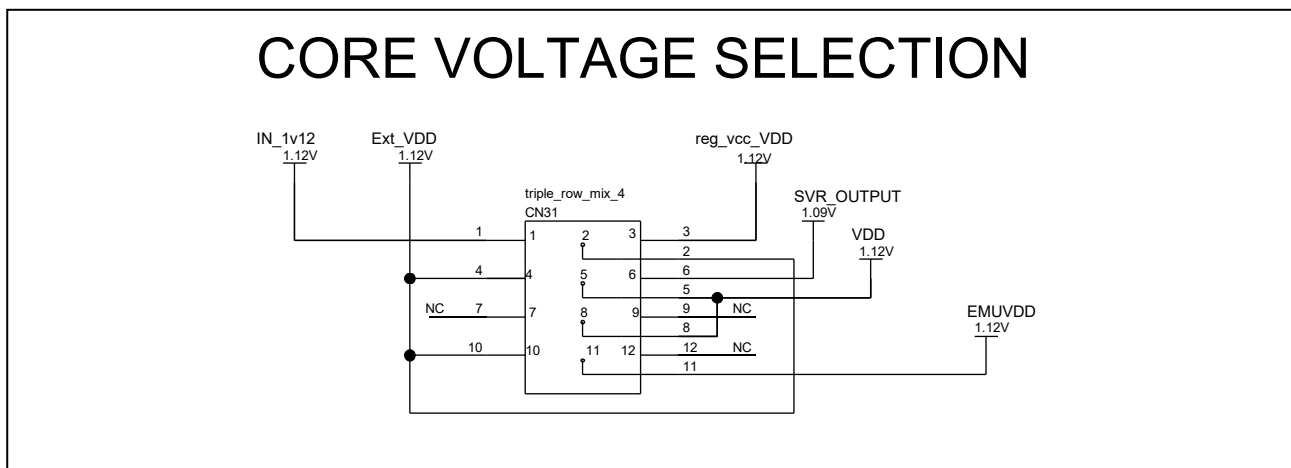 CORE VOLTAGE SELECTION
IN_1v12 Ext_VDD reg_vcc_VDD
1.12V 1.12V 1.12V
triple_row_mix_4
CN31
SVR_OUTPUT
1.09V
VDD
1.12V
1 1 2 3 3
2
4 4 5 6 6
5
NC 7 7 8 9 9 NC
8
EMUVDD
1.12V
10 10 11 12 12 NC
11